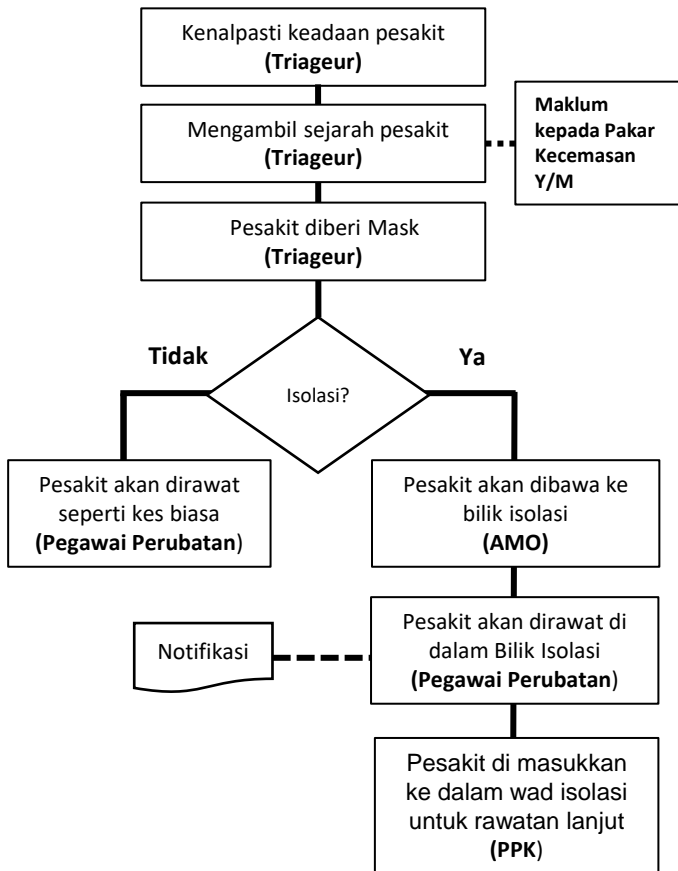 Kenalpasti keadaan pesakit
(Triageur)
Mengambil sejarah pesakit
(Triageur)
Maklum
kepada Pakar
Kecemasan
Y/M
Pesakit diberi Mask
(Triageur)
Tidak
Ya
Isolasi?
Pesakit akan dirawat
seperti kes biasa
(Pegawai Perubatan)
Pesakit akan dibawa ke
bilik isolasi
(AMO)
Notifikasi
Pesakit akan dirawat di
dalam Bilik Isolasi
(Pegawai Perubatan)
Pesakit di masukkan
ke dalam wad isolasi
untuk rawatan lanjut
(PPK)